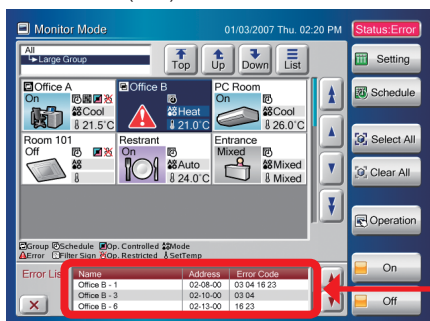 Monitor Mode 01/03/2007 Thu. 02:20 PM Status:Error
All
Large Group
Top Up Down List
Setting
Schedule
Select All
Clear All
Operation
On
Off
Office A
On
Cool
21.5°C
Office B
Heat
21.0°C
PC Room
On
Cool
26.0°C
Room 101
Off
Restrant
On
Auto
24.0°C
Entrance
Mixed
Mixed
Mixed
Group Schedule Op. Controlled Mode
Error Filter Sign Op. Restricted SetTemp
Error Lis
Name Address Error Code
Office B - 1 02-08-00 03 04 16 23
Office B - 3 02-10-00 03 04
Office B - 6 02-13-00 16 23